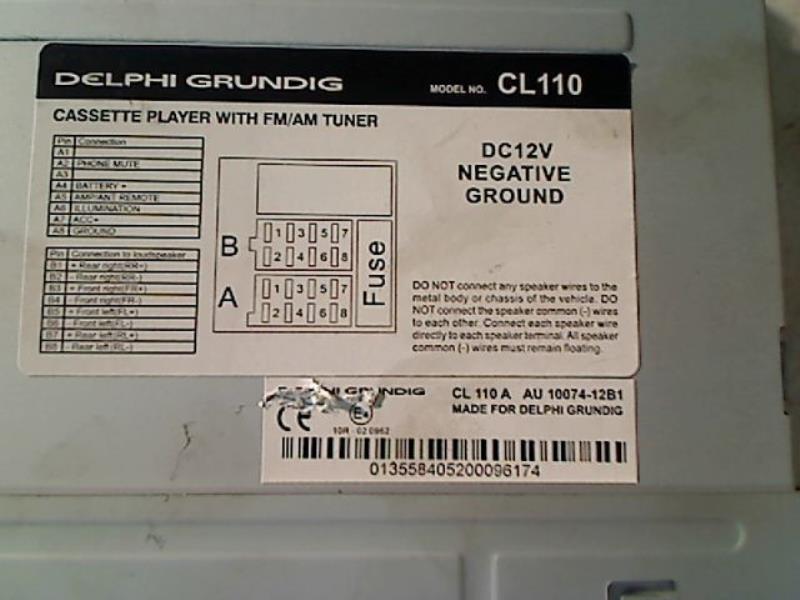 DELPHI GRUNDIG MODEL NO. CL110
CASSETTE PLAYER WITH FM/AM TUNER
Pin Connection
A1
A2 PHONE MUTE
A3
A4 BATTERY +
A5 AMP/ANT REMOTE
A6 ILLUMINATION
A7 ACC+
A8 GROUND
Pin Connection to loudspeaker
B1 + Rear right(RR+)
B2 - Rear right(RR-)
B3 + Front right(FR+)
B4 - Front right(FR-)
B5 + Front left(FL+)
B6 - Front left(FL-)
B7 + Rear left(RL+)
B8 - Rear left(RL-)
B
1 3 5 7
2 4 6 8
A
1 3 5 7
2 4 6 8
Fuse
DC12V
NEGATIVE
GROUND
DO NOT connect any speaker wires to the
metal body or chassis of the vehicle. DO
NOT connect the speaker common (-) wires
to each other. Connect each speaker wire
directly to each speaker terminal. All speaker
common (-) wires must remain floating.
GRUNDIG CL 110 A AU 10074-12B1
MADE FOR DELPHI GRUNDIG
CE
10R - 02 0962
013558405200096174